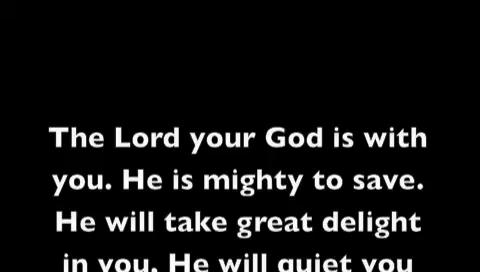 The Lord your God is with
you. He is mighty to save.
He will take great delight
in you. He will quiet you